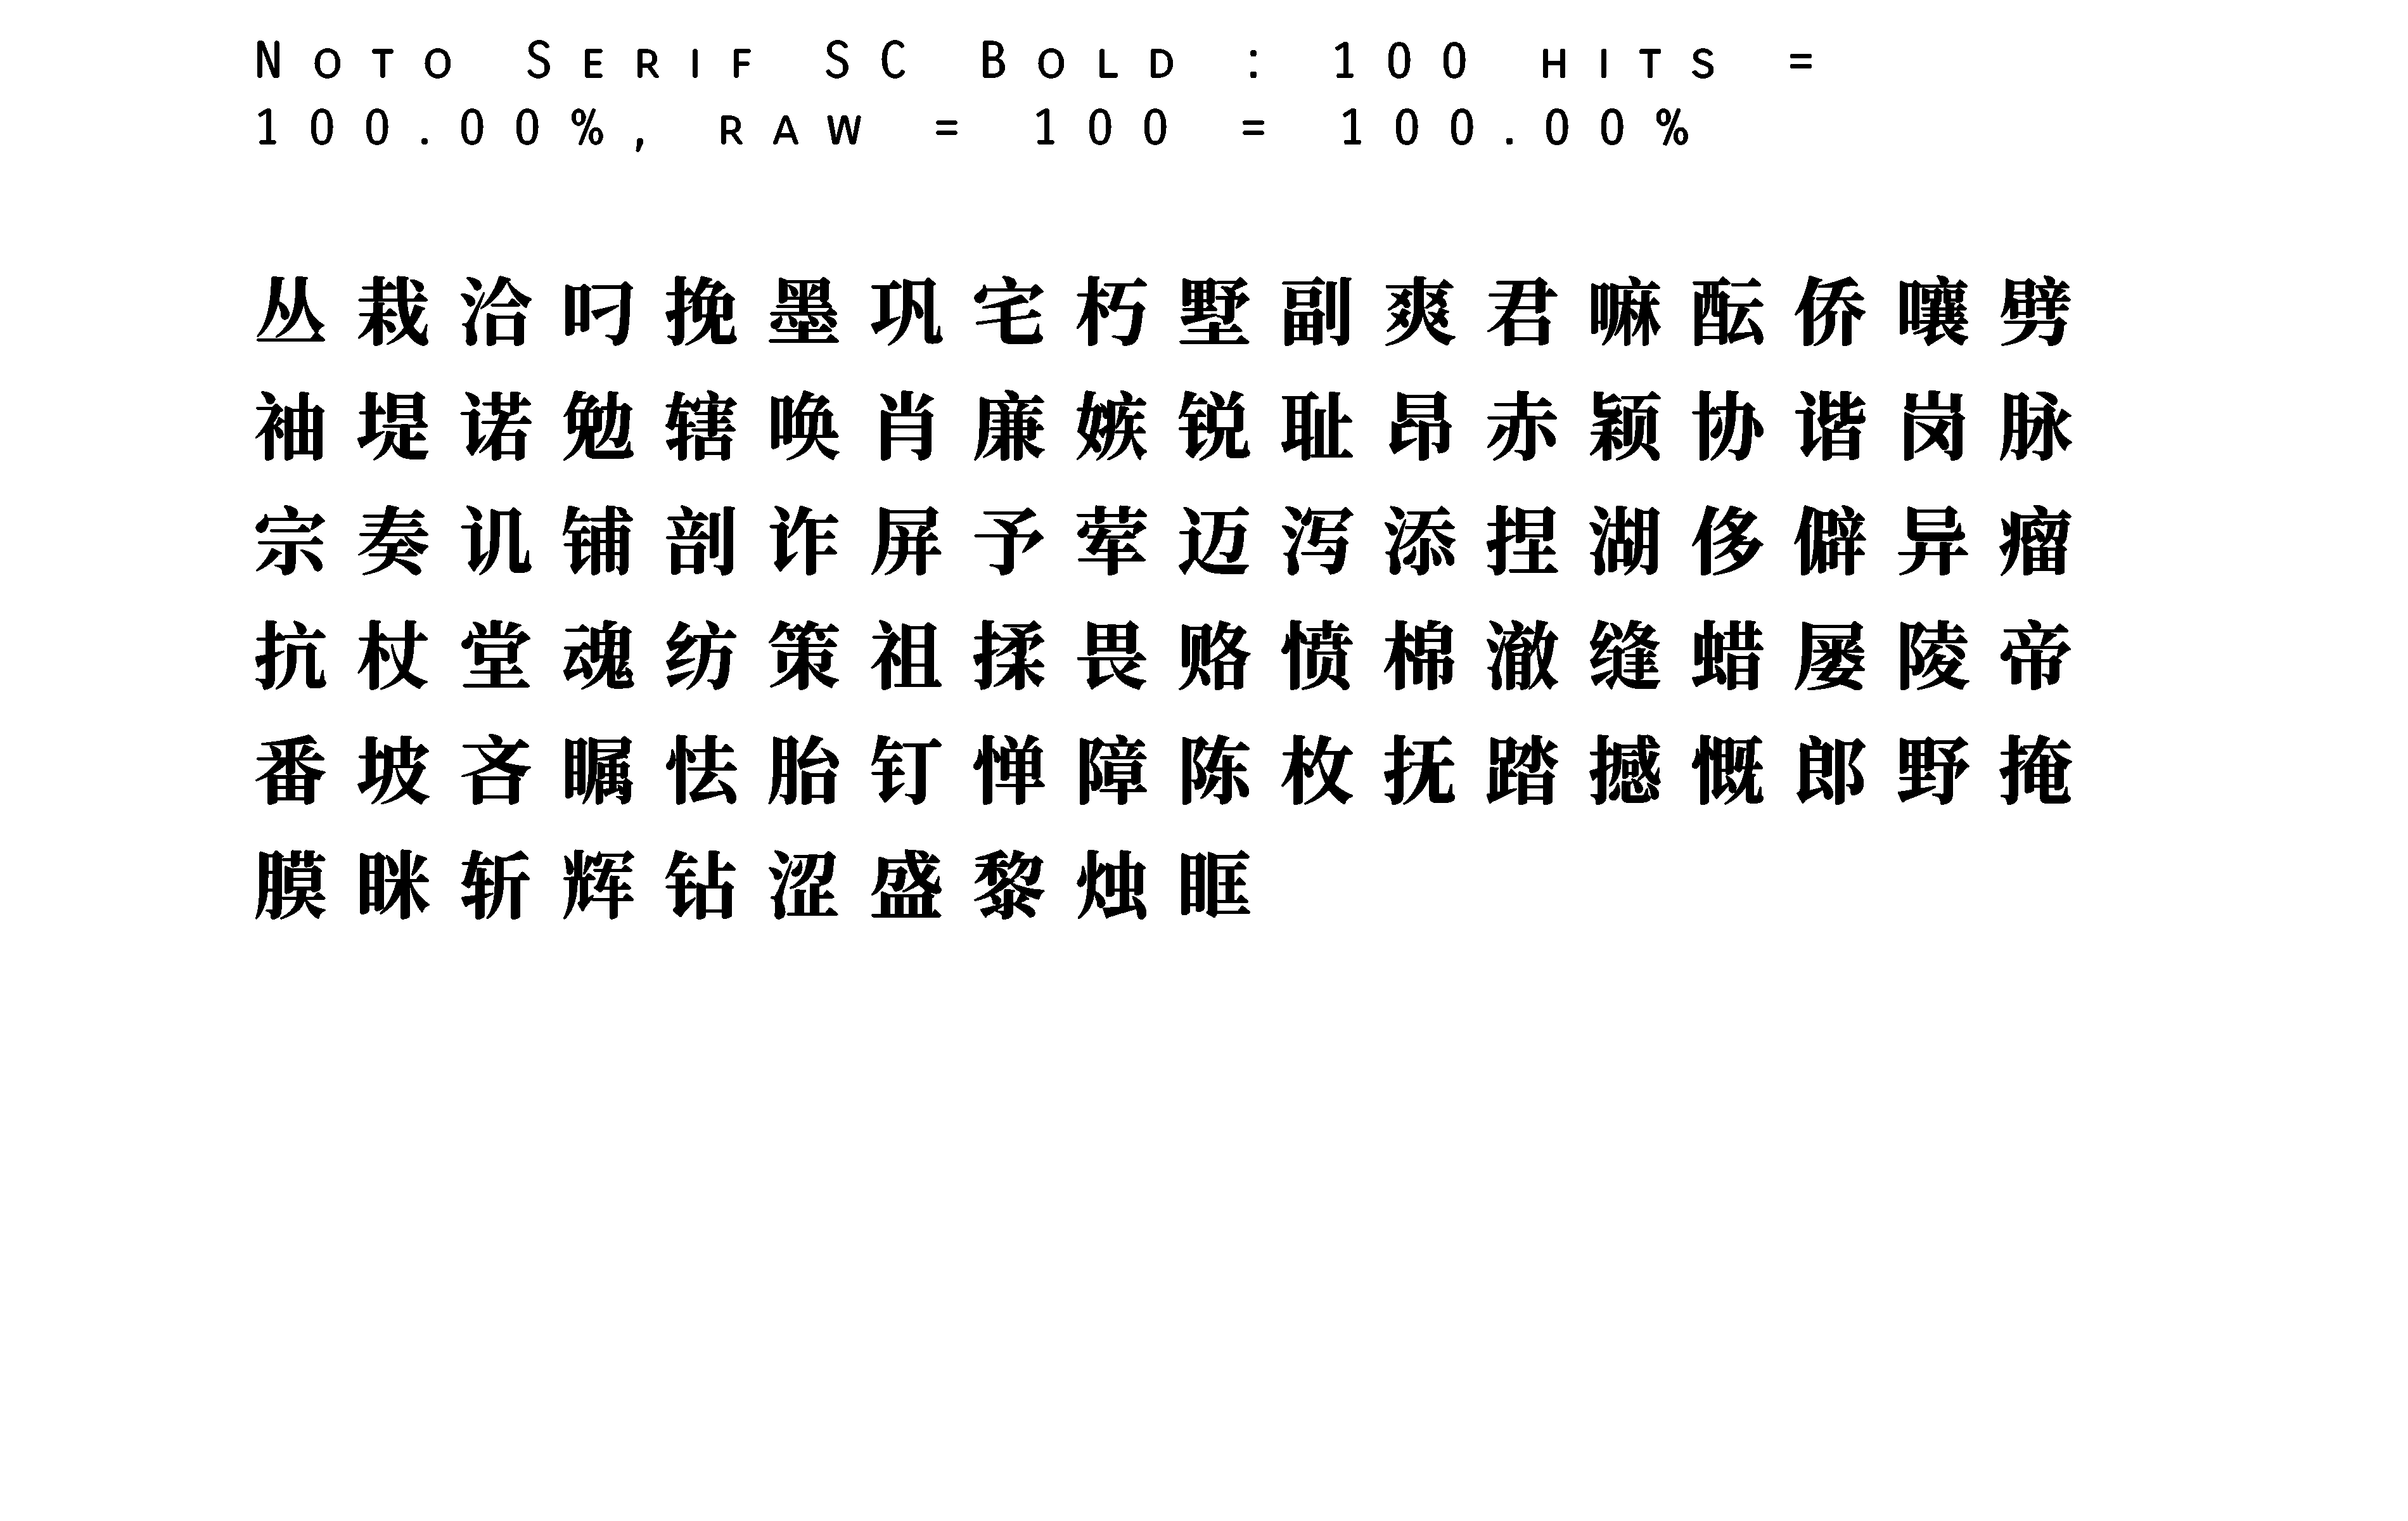 Noto Serif SC Bold : 100 hits =
100.00%, raw = 100 = 100.00%
丛栽洽叼挽墨巩宅朽墅副爽君嘛酝侨嚷劈
袖堤诺勉辖唤肖廉嫉锐耻昂赤颖协谐岗脉
宗奏讥铺剖诈屏予荤迈泻添捏湖侈僻异瘤
抗杖堂魂纺策祖揉畏赂愤棉澈缝蜡屡陵帝
番坡吝瞩怯胎钉惮障陈枚抚踏撼慨郎野掩
膜眯斩辉钻涩盛黎烛眶